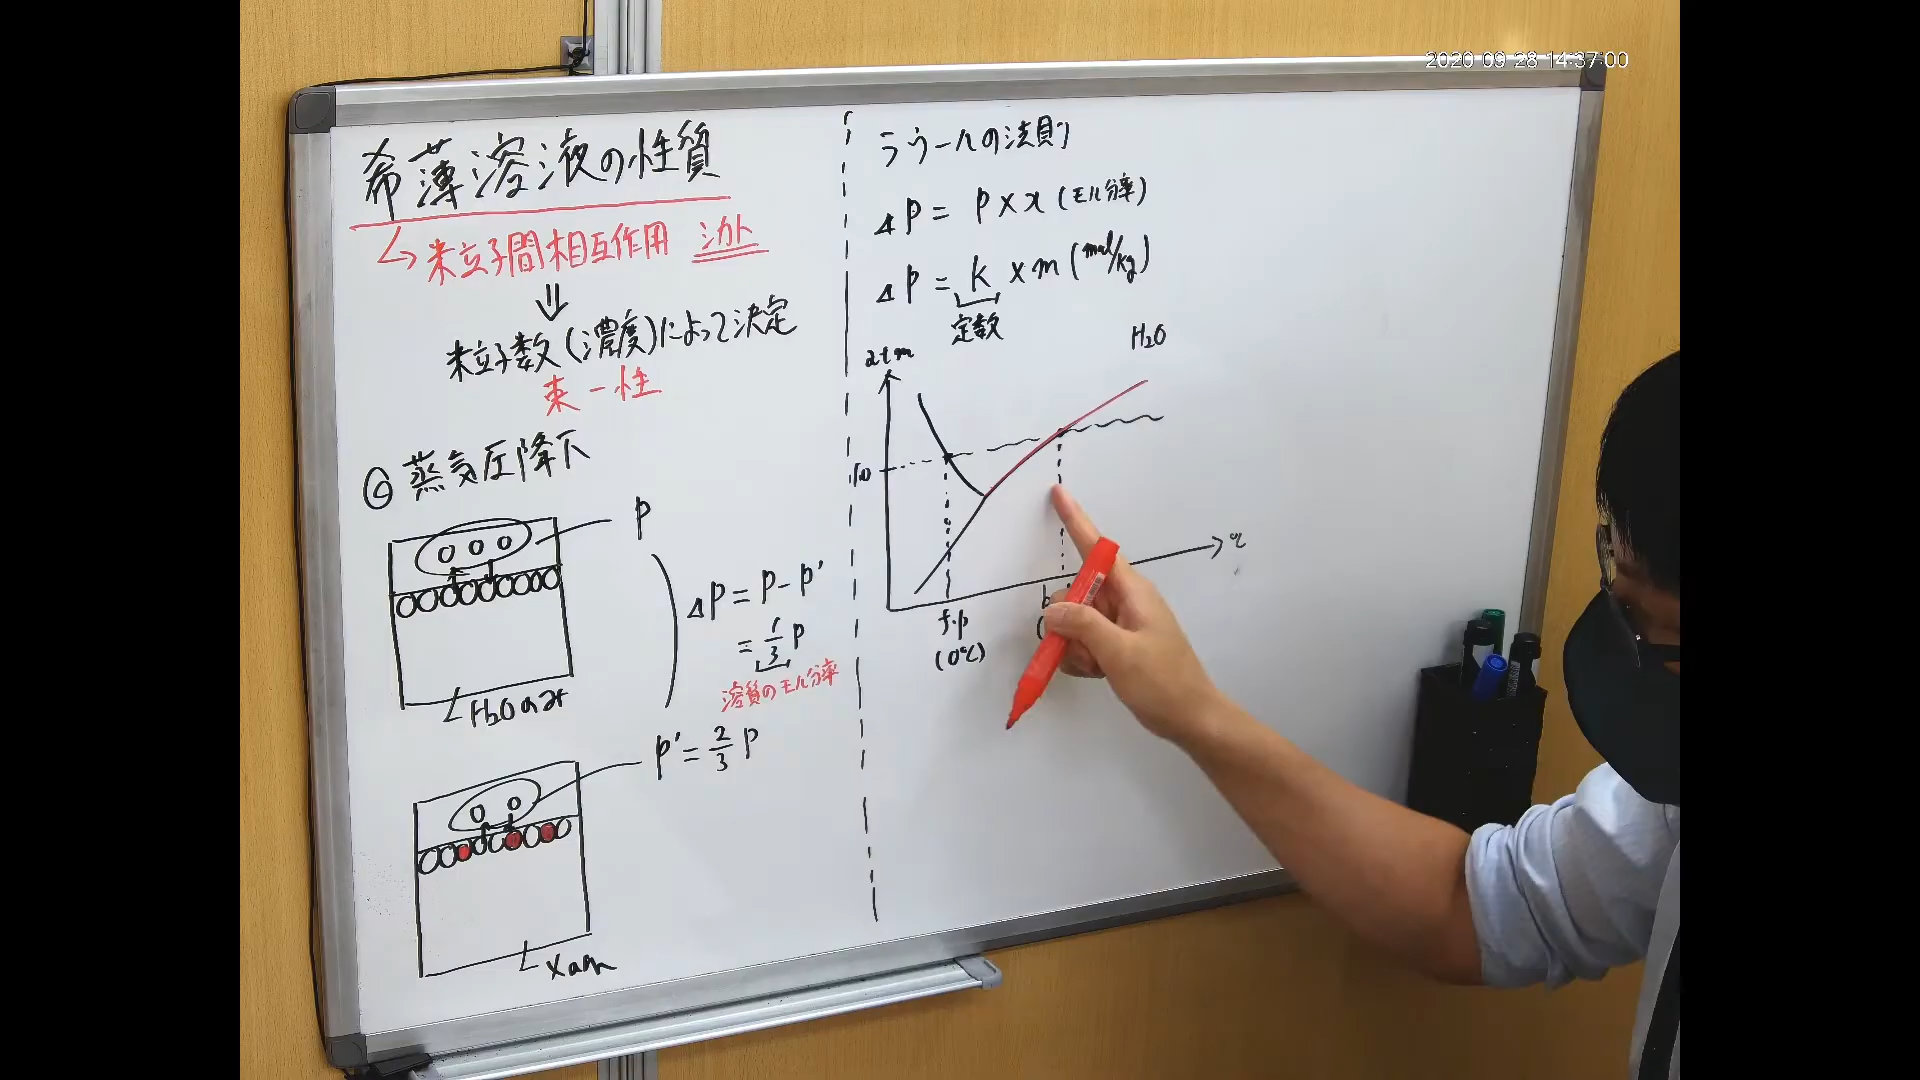 2020 09 28 14:37:00
希薄溶液の性質
↳ 粒子間相互作用 シカト
⇓
粒子数(濃度)によって決定
束一性
◎ 蒸気圧降下
P
H₂Oのみ
ΔP = P - P'
= 1/3 P
溶質のモル分率
P' = 2/3 P
X aq
ラウールの法則
ΔP = P × x (モル分率)
ΔP = k × m (mol/kg)
定数
H₂O
atm
1.0
℃
f.p
(0℃)
b
(